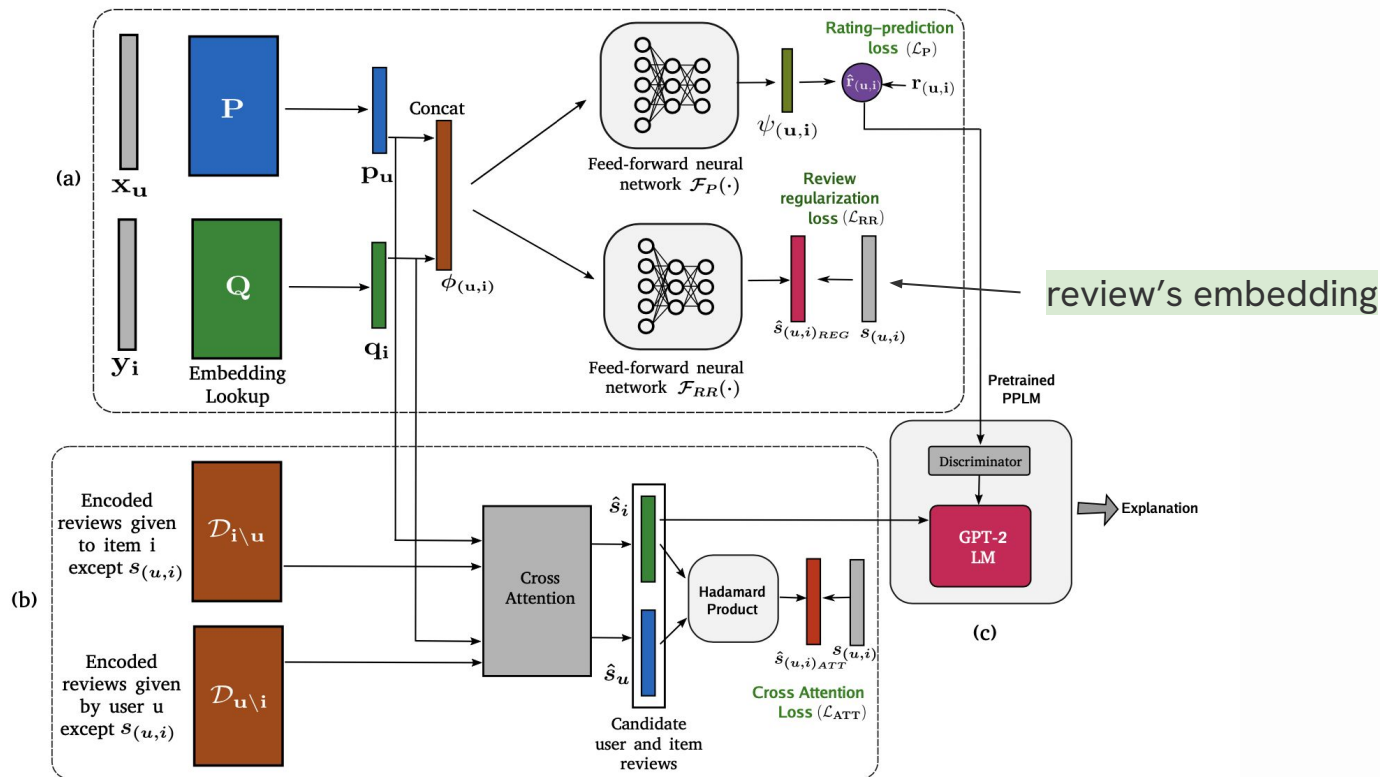 (a)
x_u
P
p_u
Concat
y_i
Q
Embedding
Lookup
q_i
ϕ_(u,i)
Feed-forward neural
network F_P(·)
ψ_(u,i)
Rating–prediction
loss (L_P)
r̂_(u,i)
r_(u,i)
Feed-forward neural
network F_RR(·)
Review
regularization
loss (L_RR)
ŝ_(u,i)_REG
s_(u,i)
review's embedding
(b)
Encoded
reviews given
to item i
except s_(u,i)
D_i\u
Encoded
reviews given
by user u
except s_(u,i)
D_u\i
Cross
Attention
ŝ_i
ŝ_u
Candidate
user and item
reviews
Hadamard
Product
ŝ_(u,i)_ATT
s_(u,i)
Cross Attention
Loss (L_ATT)
Pretrained
PPLM
Discriminator
GPT-2
LM
Explanation
(c)